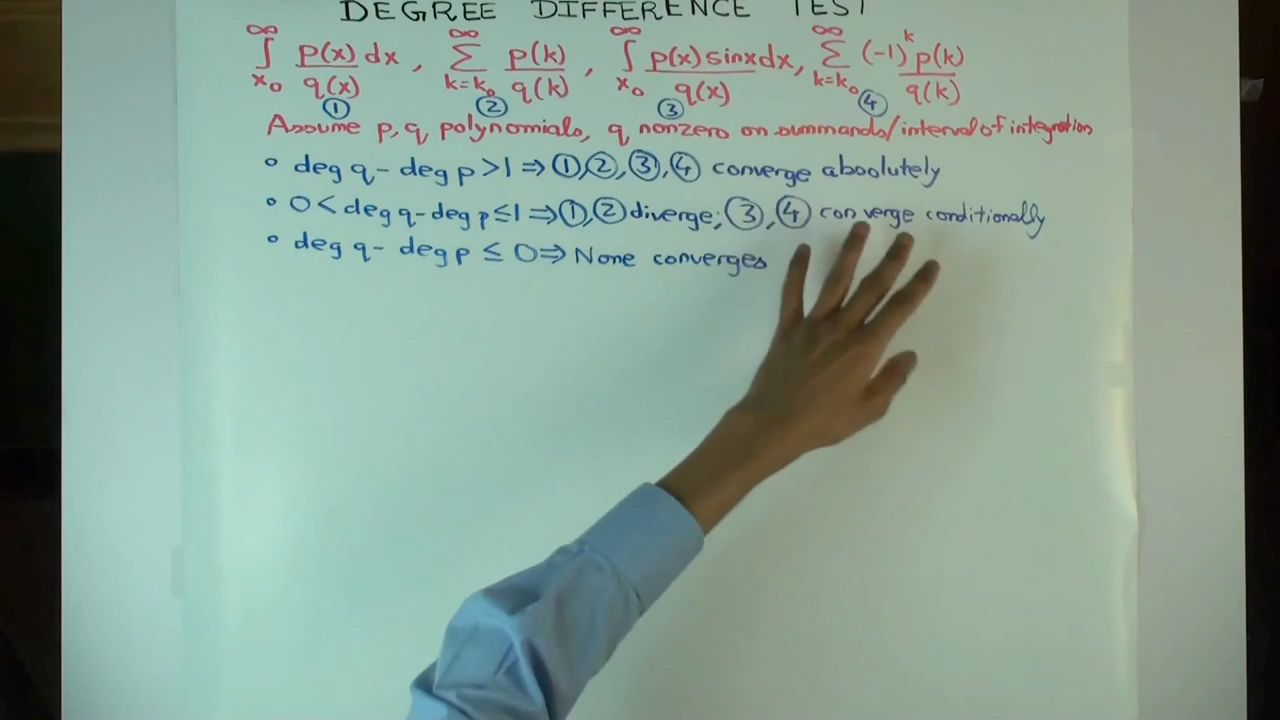 DEGREE DIFFERENCE TEST
∫_{x₀}^{∞} p(x)/q(x) dx , ∑_{k=k₀}^{∞} p(k)/q(k) , ∫_{x₀}^{∞} p(x) sinx/q(x) dx, ∑_{k=k₀}^{∞} (-1)^k p(k)/q(k)
① ② ③ ④
Assume p, q polynomials, q nonzero on summands/interval of integration
• deg q - deg p > 1 ⇒ ①,②,③,④ converge absolutely
• 0 < deg q - deg p ≤ 1 ⇒ ①,② diverge; ③,④ converge conditionally
• deg q - deg p ≤ 0 ⇒ None converges